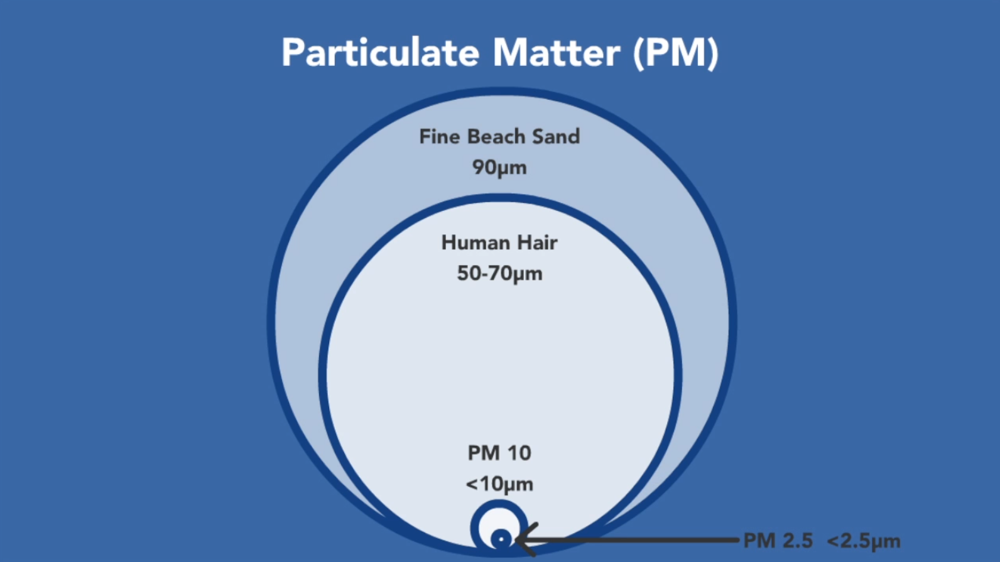 Particulate Matter (PM)
Fine Beach Sand
90µm
Human Hair
50-70µm
PM 10
<10µm
PM 2.5 <2.5µm